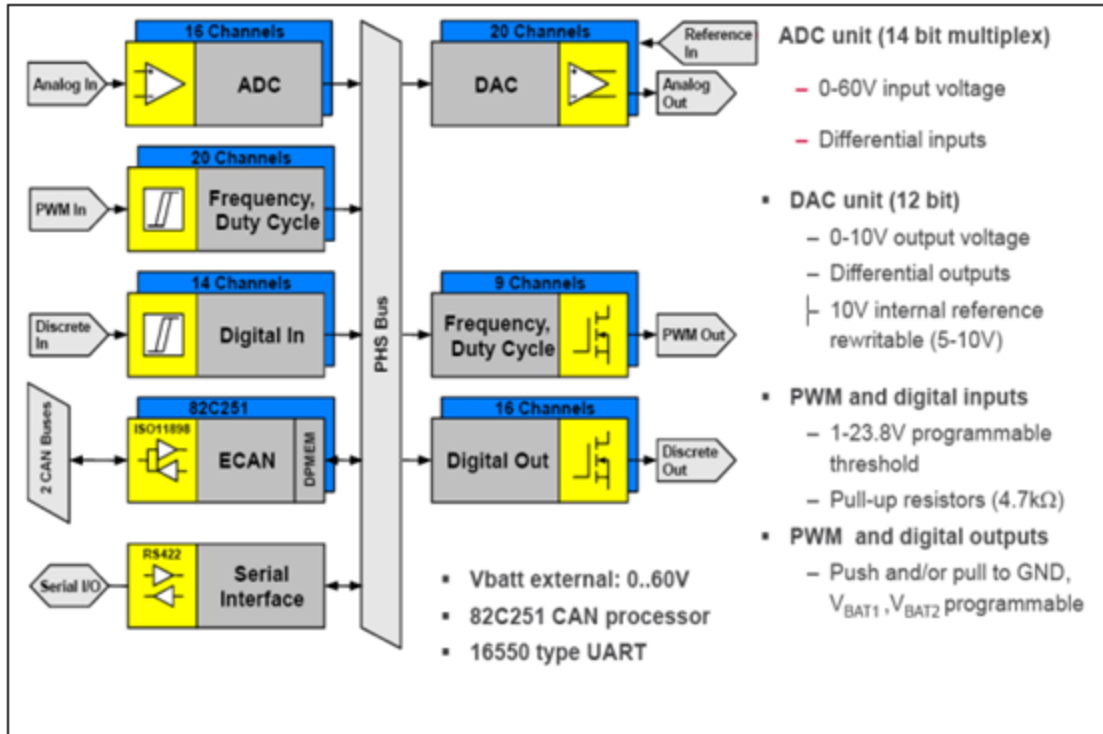 16 Channels
Analog In
ADC
20 Channels
DAC
Reference
In
Analog
Out
20 Channels
PWM In
Frequency,
Duty Cycle
14 Channels
Discrete
In
Digital In
PHS Bus
9 Channels
Frequency,
Duty Cycle
PWM Out
82C251
2 CAN Buses
ISO11898
ECAN
DPMEM
16 Channels
Digital Out
Discrete
Out
RS422
Serial I/O
Serial
Interface
▪ Vbatt external: 0..60V
▪ 82C251 CAN processor
▪ 16550 type UART
ADC unit (14 bit multiplex)
– 0-60V input voltage
– Differential inputs
▪ DAC unit (12 bit)
– 0-10V output voltage
– Differential outputs
– 10V internal reference
rewritable (5-10V)
▪ PWM and digital inputs
– 1-23.8V programmable
threshold
– Pull-up resistors (4.7kΩ)
▪ PWM and digital outputs
– Push and/or pull to GND,
VBAT1 ,VBAT2 programmable